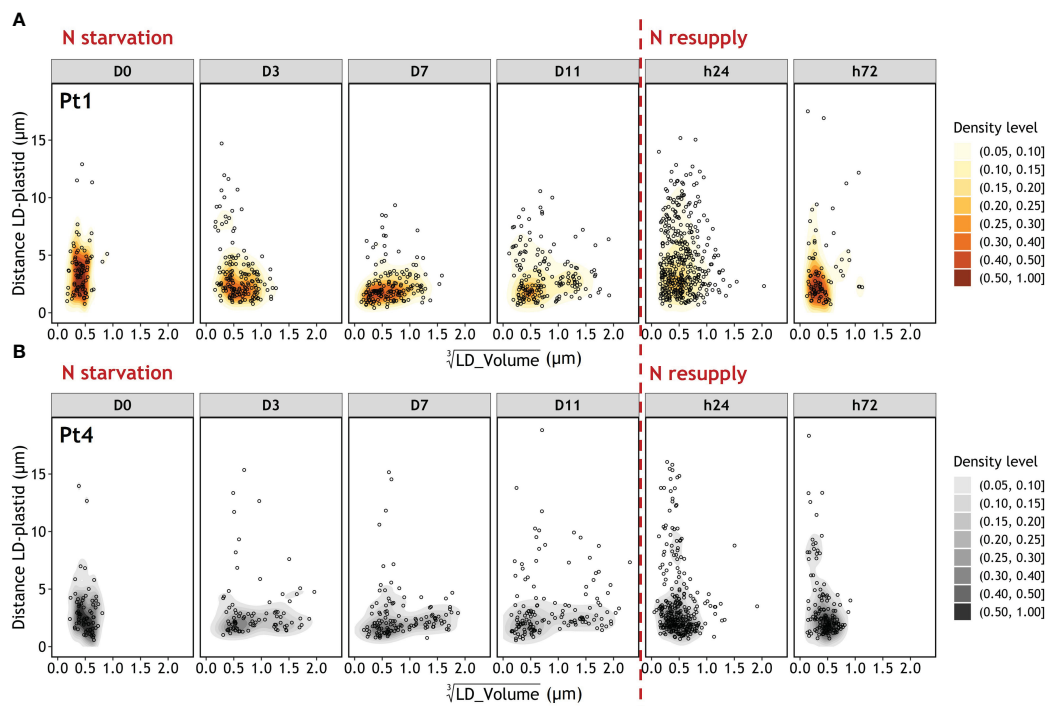 A
N starvation
N resupply
D0 D3 D7 D11 h24 h72
Pt1
Distance LD-plastid (μm)
15
10
5
0
0.0 0.5 1.0 1.5 2.0 0.0 0.5 1.0 1.5 2.0 0.0 0.5 1.0 1.5 2.0 0.0 0.5 1.0 1.5 2.0 0.0 0.5 1.0 1.5 2.0 0.0 0.5 1.0 1.5 2.0
∛LD_Volume (μm)
Density level
(0.05, 0.10]
(0.10, 0.15]
(0.15, 0.20]
(0.20, 0.25]
(0.25, 0.30]
(0.30, 0.40]
(0.40, 0.50]
(0.50, 1.00]
B
N starvation
N resupply
D0 D3 D7 D11 h24 h72
Pt4
Distance LD-plastid (μm)
15
10
5
0
0.0 0.5 1.0 1.5 2.0 0.0 0.5 1.0 1.5 2.0 0.0 0.5 1.0 1.5 2.0 0.0 0.5 1.0 1.5 2.0 0.0 0.5 1.0 1.5 2.0 0.0 0.5 1.0 1.5 2.0
∛LD_Volume (μm)
Density level
(0.05, 0.10]
(0.10, 0.15]
(0.15, 0.20]
(0.20, 0.25]
(0.25, 0.30]
(0.30, 0.40]
(0.40, 0.50]
(0.50, 1.00]